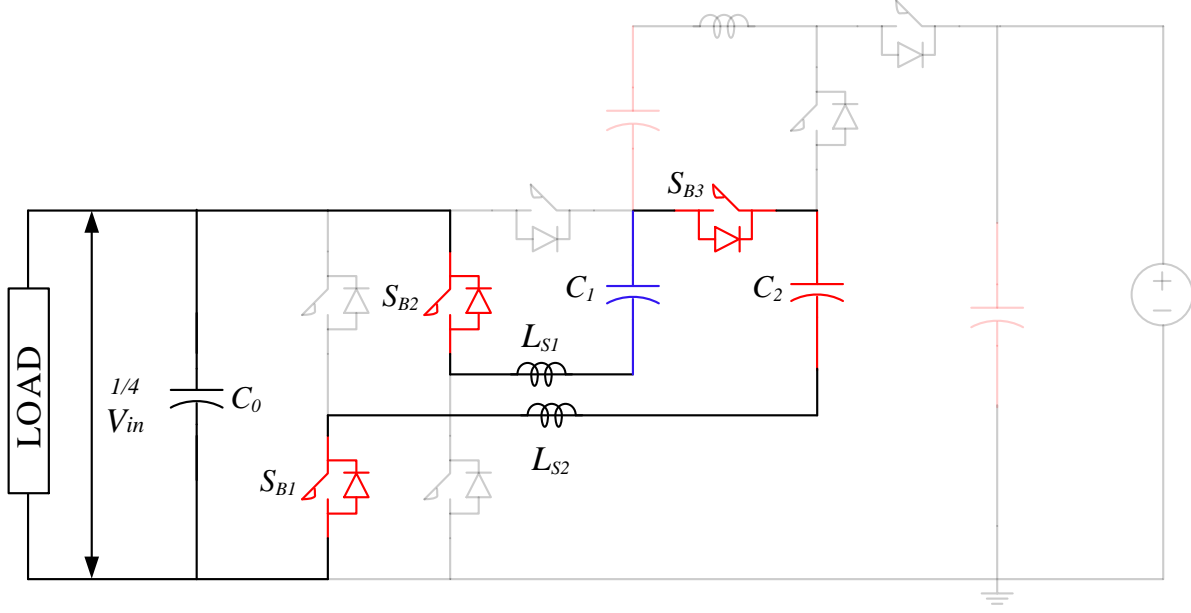 S_B3
S_B2
C_1
C_2
L_S1
LOAD
1/4
V_in
C_0
L_S2
S_B1